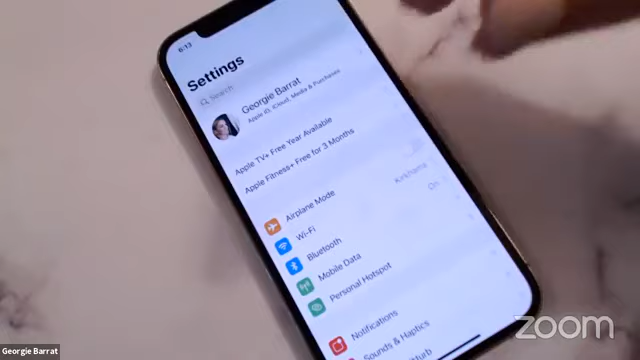 6:13
Settings
Search
Georgie Barrat
Apple ID, iCloud, Media & Purchases
Apple TV+ Free Year Available
Apple Fitness+ Free for 3 Months
Airplane Mode
Wi-Fi
Bluetooth
On
Mobile Data
Personal Hotspot
Notifications
Sounds & Haptics
Georgie Barrat
zoom